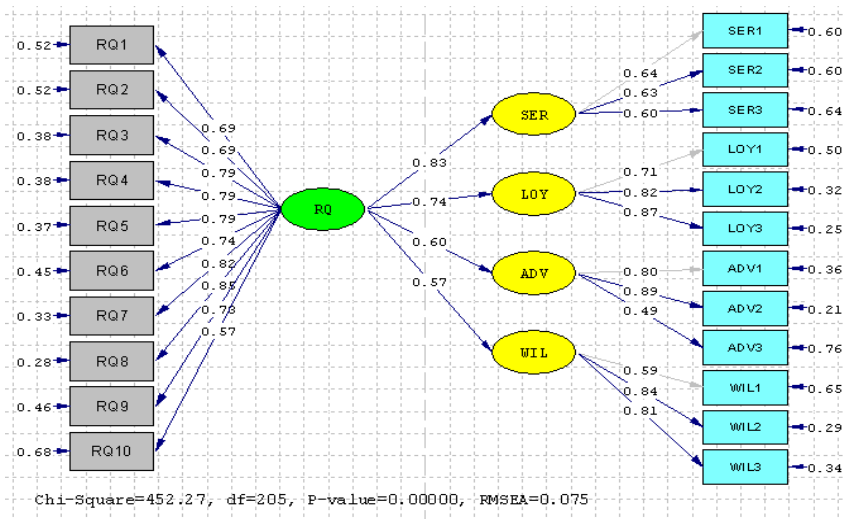 0.52 RQ1
0.52 RQ2
0.38 RQ3
0.38 RQ4
0.37 RQ5
0.45 RQ6
0.33 RQ7
0.28 RQ8
0.46 RQ9
0.68 RQ10
0.69
0.69
0.79
0.79
0.79
0.74
0.82
0.85
0.73
0.57
RQ
0.83
0.74
0.60
0.57
SER
LOY
ADV
WIL
0.64
0.63
0.60
0.71
0.82
0.87
0.80
0.89
0.49
0.59
0.84
0.81
SER1 0.60
SER2 0.60
SER3 0.64
LOY1 0.50
LOY2 0.32
LOY3 0.25
ADV1 0.36
ADV2 0.21
ADV3 0.76
WIL1 0.65
WIL2 0.29
WIL3 0.34
Chi-Square=452.27, df=205, P-value=0.00000, RMSEA=0.075